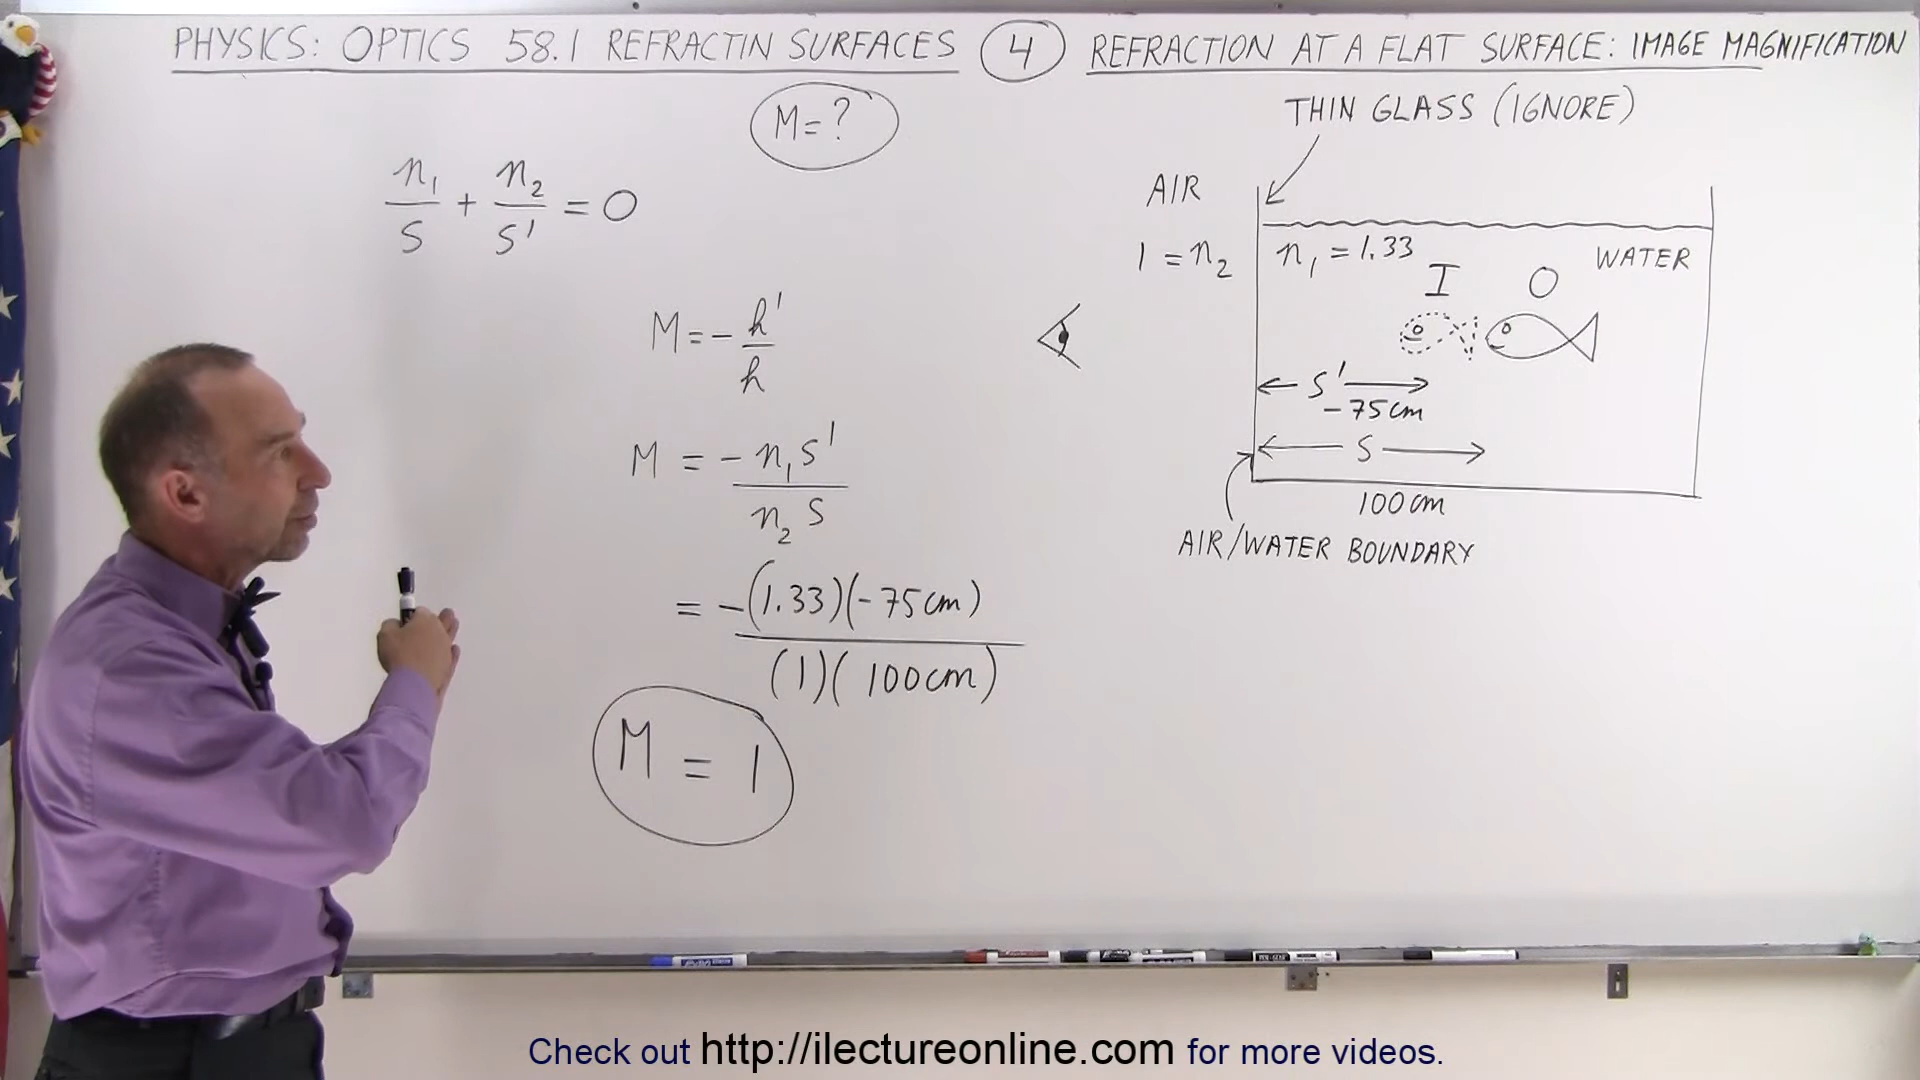 PHYSICS: OPTICS 58.1 REFRACTIN SURFACES 4 REFRACTION AT A FLAT SURFACE: IMAGE MAGNIFICATION
M = ?
n₁/S + n₂/S' = 0
M = - h'/h
M = - n₁S' / n₂S
= -(1.33)(-75cm) / (1)(100cm)
M = 1
THIN GLASS (IGNORE)
AIR
1 = n₂
n₁ = 1.33
WATER
I O
S'
-75cm
S
100cm
AIR/WATER BOUNDARY
Check out http://ilectureonline.com for more videos.